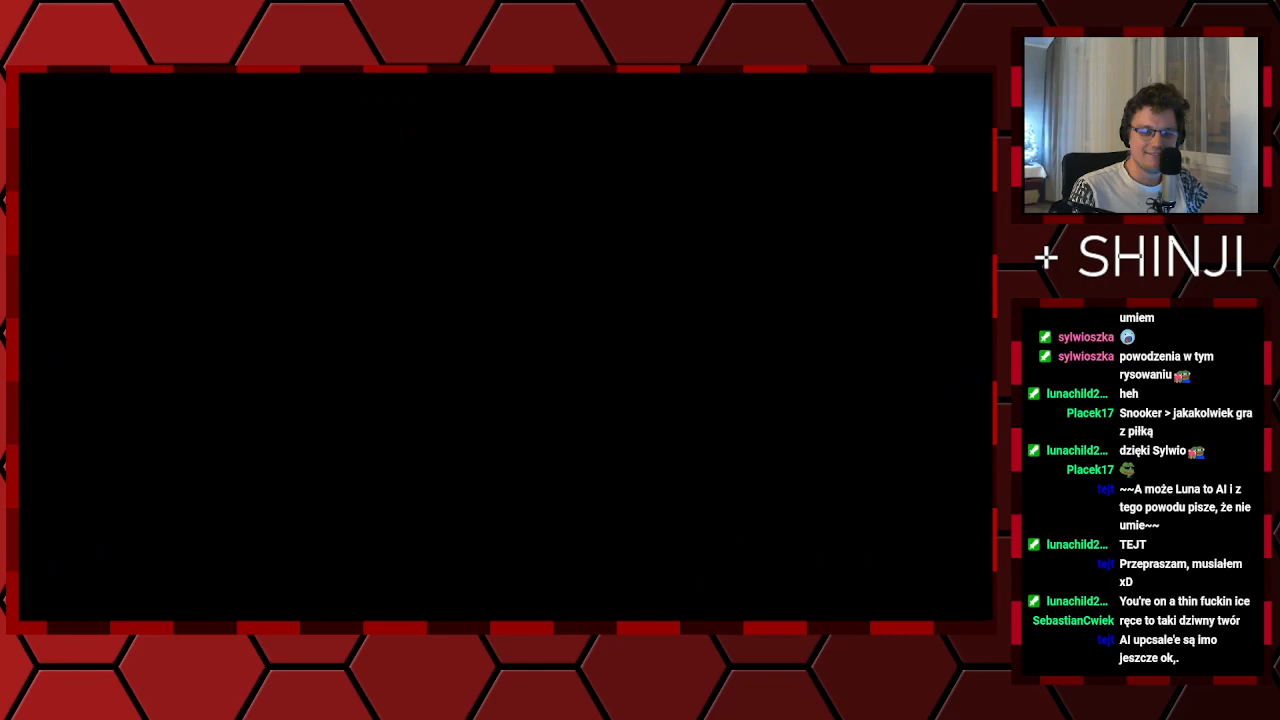 + SHINJI
umiem
sylwioszka
sylwioszka powodzenia w tym
rysowaniu
lunachild2... heh
Placek17 Snooker > jakakolwiek gra
z piłką
lunachild2... dzięki Sylwio
Placek17
tejt ~~A może Luna to AI i z
tego powodu pisze, że nie
umie~~
lunachild2... TEJT
tejt Przepraszam, musiałem
xD
lunachild2... You're on a thin fuckin ice
SebastianCwiek ręce to taki dziwny twór
tejt AI upcsale'e są imo
jeszcze ok,.